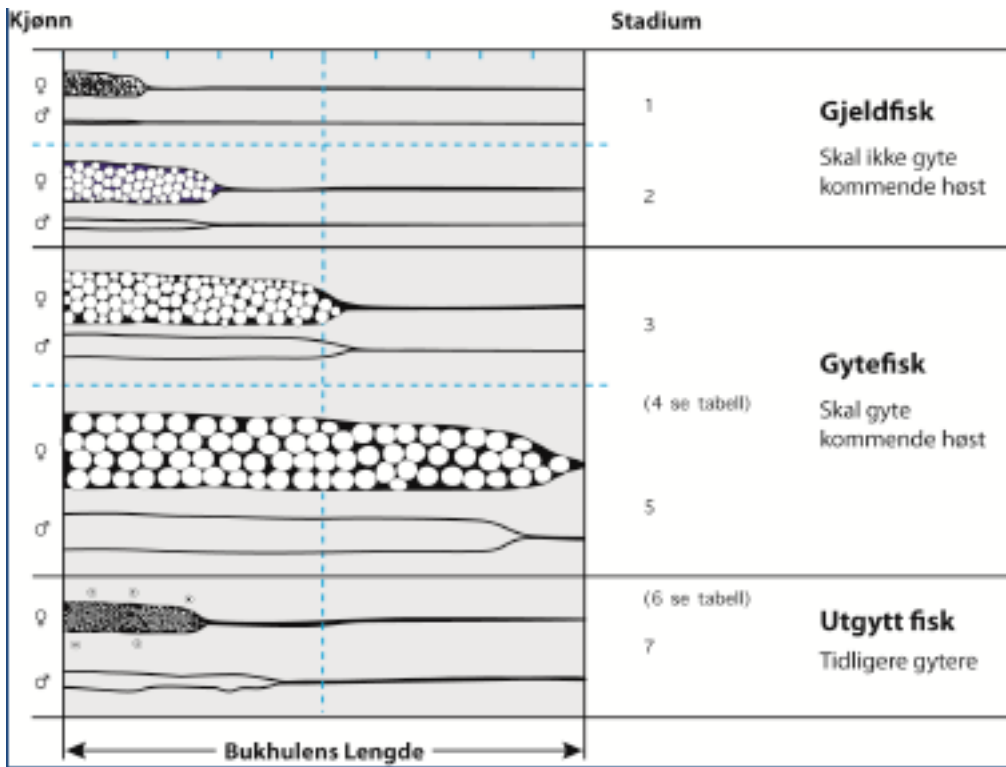 Kjønn
Stadium
♀
♂
1
Gjeldfisk
Skal ikke gyte
kommende høst
♀
♂
2
♀
♂
3
Gytefisk
Skal gyte
kommende høst
(4 se tabell)
♀
♂
5
(6 se tabell)
♀
♂
7
Utgytt fisk
Tidligere gytere
Bukhulens Lengde